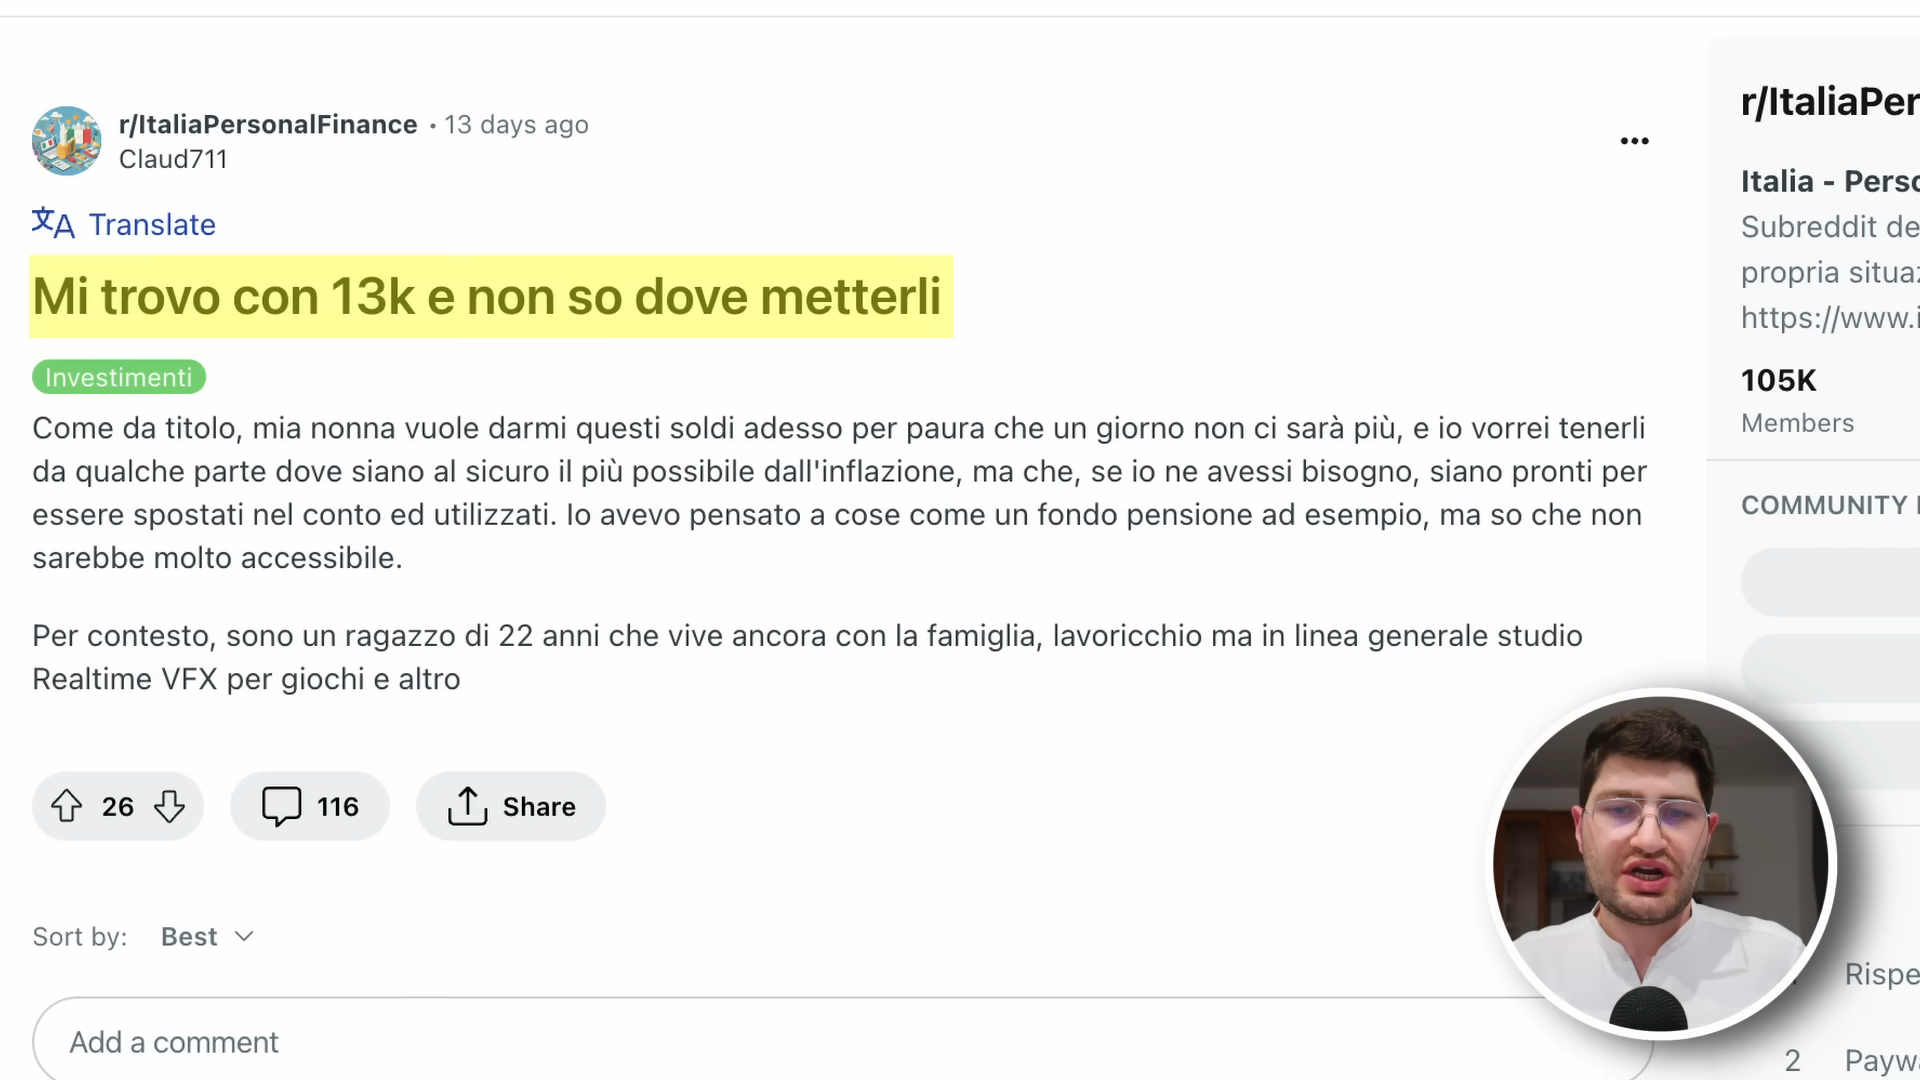 r/ItaliaPersonalFinance • 13 days ago
Claud711
Translate
Mi trovo con 13k e non so dove metterli
Investimenti
Come da titolo, mia nonna vuole darmi questi soldi adesso per paura che un giorno non ci sarà più, e io vorrei tenerli
da qualche parte dove siano al sicuro il più possibile dall'inflazione, ma che, se io ne avessi bisogno, siano pronti per
essere spostati nel conto ed utilizzati. Io avevo pensato a cose come un fondo pensione ad esempio, ma so che non
sarebbe molto accessibile.
Per contesto, sono un ragazzo di 22 anni che vive ancora con la famiglia, lavoricchio ma in linea generale studio
Realtime VFX per giochi e altro
26
116
Share
Sort by: Best
Add a comment
r/ItaliaPer
Italia - Perso
Subreddit de
propria situaz
https://www.i
105K
Members
COMMUNITY
Rispe
2 Paywa